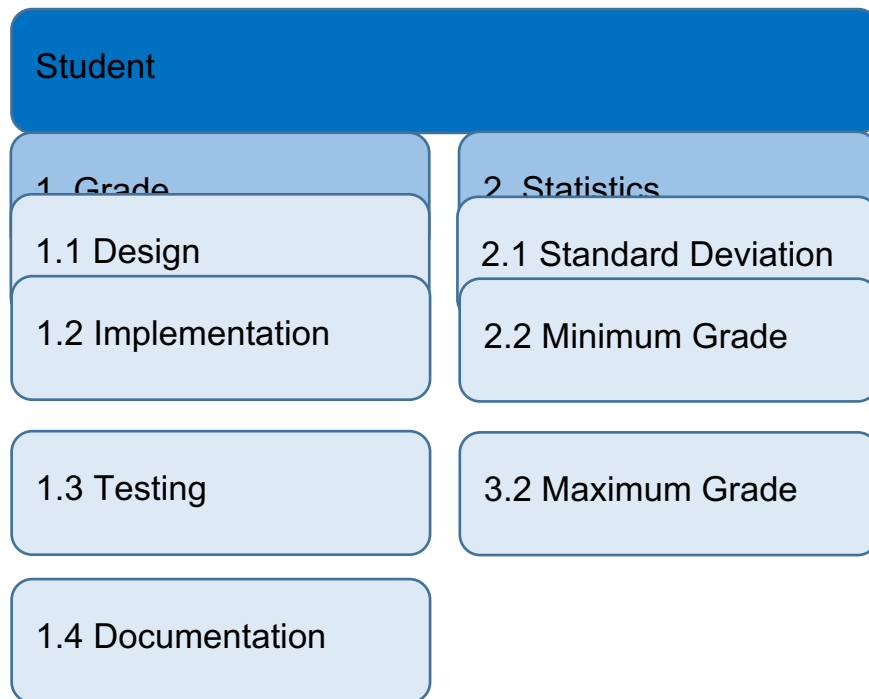 Student
1. Grade
2. Statistics
1.1 Design
2.1 Standard Deviation
1.2 Implementation
2.2 Minimum Grade
1.3 Testing
3.2 Maximum Grade
1.4 Documentation